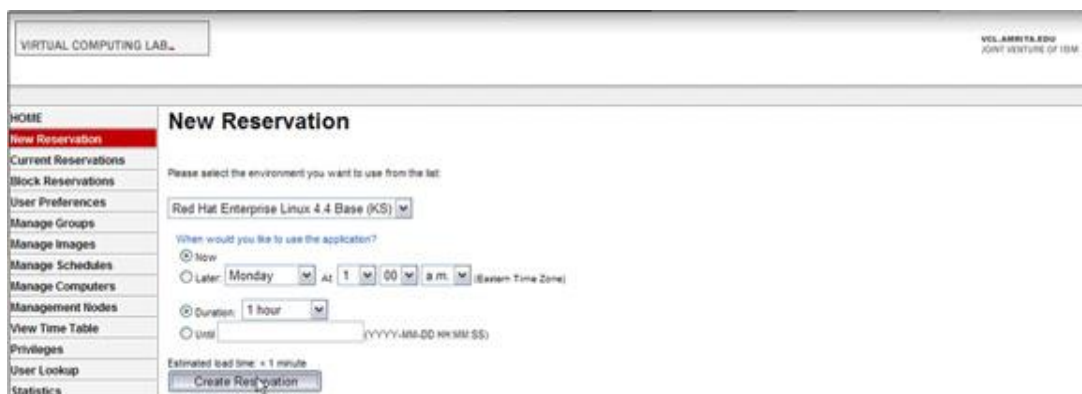 VIRTUAL COMPUTING LAB
VCL.AMRITA.EDU
JOINT VENTURE OF IBM
HOME
New Reservation
Current Reservations
Block Reservations
User Preferences
Manage Groups
Manage Images
Manage Schedules
Manage Computers
Management Nodes
View Time Table
Privileges
User Lookup
Statistics
New Reservation
Please select the environment you want to use from the list:
Red Hat Enterprise Linux 4.4 Base (KS)
When would you like to use the application?
Now
Later: Monday At 1 00 a.m. (Eastern Time Zone)
Duration: 1 hour
Until (YYYY-MM-DD HH:MM:SS)
Estimated load time: < 1 minute
Create Reservation